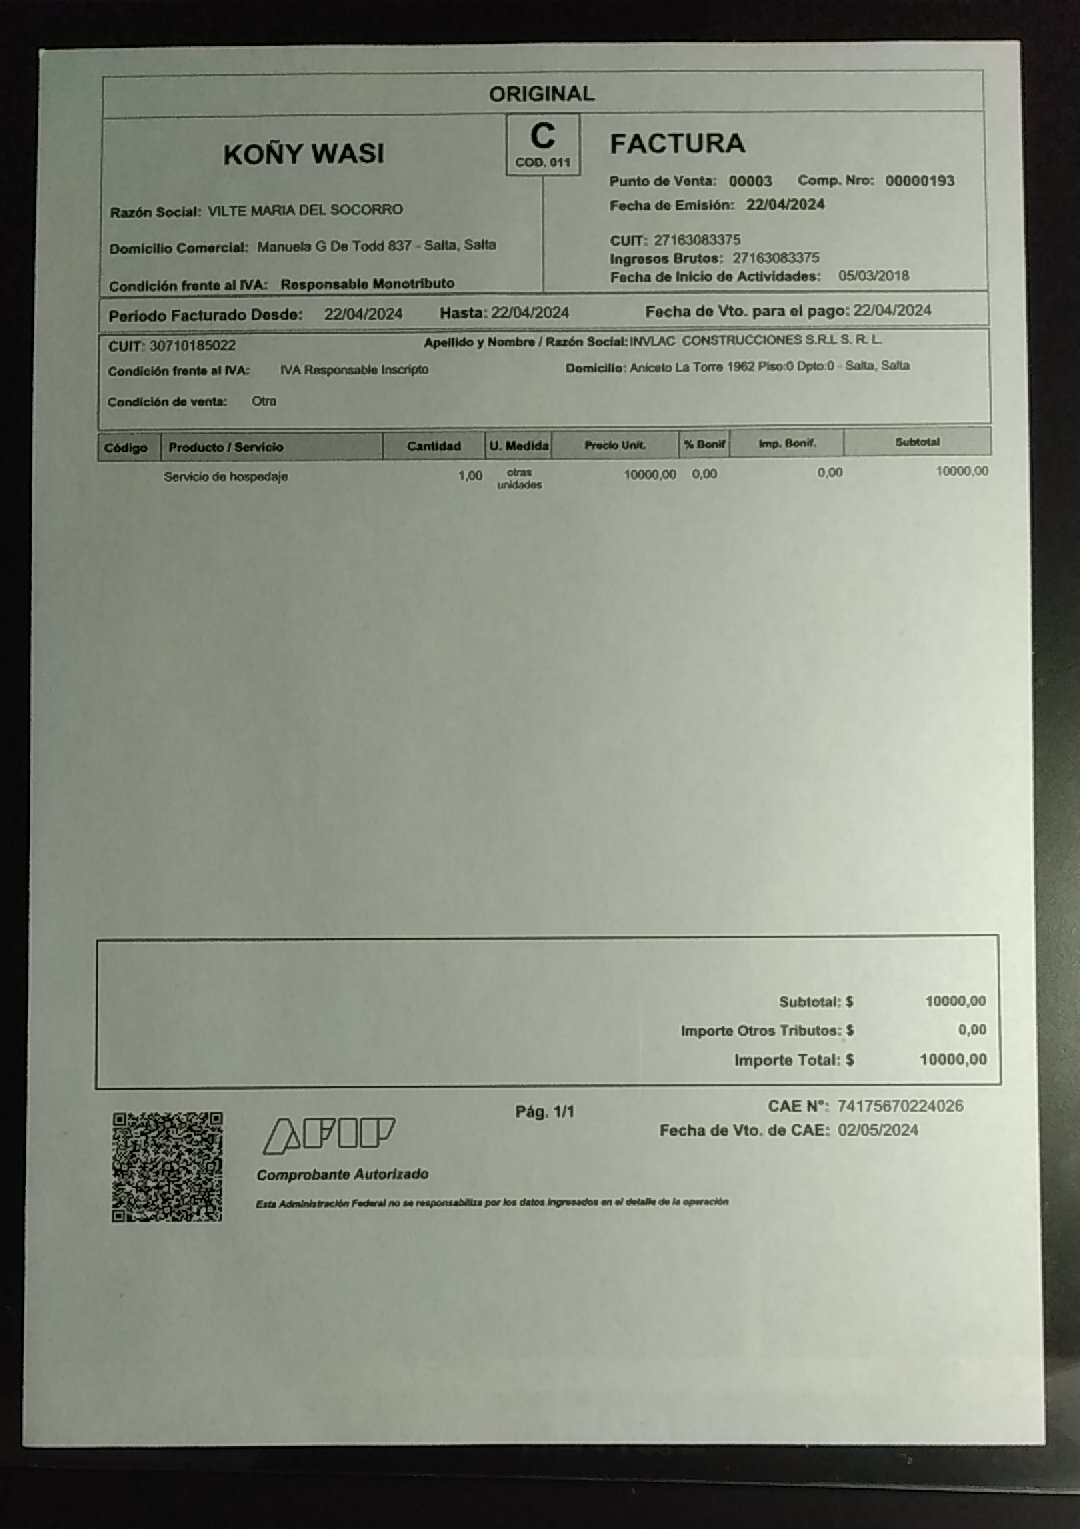 ORIGINAL
KOÑY WASI
C
COD. 011
FACTURA
Punto de Venta: 00003 Comp. Nro: 00000193
Fecha de Emisión: 22/04/2024
Razón Social: VILTE MARIA DEL SOCORRO
Domicilio Comercial: Manuela G De Todd 837 - Salta, Salta
Condición frente al IVA: Responsable Monotributo
CUIT: 27163083375
Ingresos Brutos: 27163083375
Fecha de Inicio de Actividades: 05/03/2018
Período Facturado Desde: 22/04/2024 Hasta: 22/04/2024 Fecha de Vto. para el pago: 22/04/2024
CUIT: 30710185022 Apellido y Nombre / Razón Social: INVLAC CONSTRUCCIONES S.R.L S. R. L.
Condición frente al IVA: IVA Responsable Inscripto Domicilio: Aniceto La Torre 1962 Piso:0 Dpto:0 - Salta, Salta
Condición de venta: Otra
Código Producto / Servicio Cantidad U. Medida Precio Unit. % Bonif Imp. Bonif. Subtotal
Servicio de hospedaje 1,00 otras unidades 10000,00 0,00 0,00 10000,00
Subtotal: $ 10000,00
Importe Otros Tributos: $ 0,00
Importe Total: $ 10000,00
AFIP
Comprobante Autorizado
Esta Administración Federal no se responsabiliza por los datos ingresados en el detalle de la operación
Pág. 1/1
CAE N°: 74175670224026
Fecha de Vto. de CAE: 02/05/2024